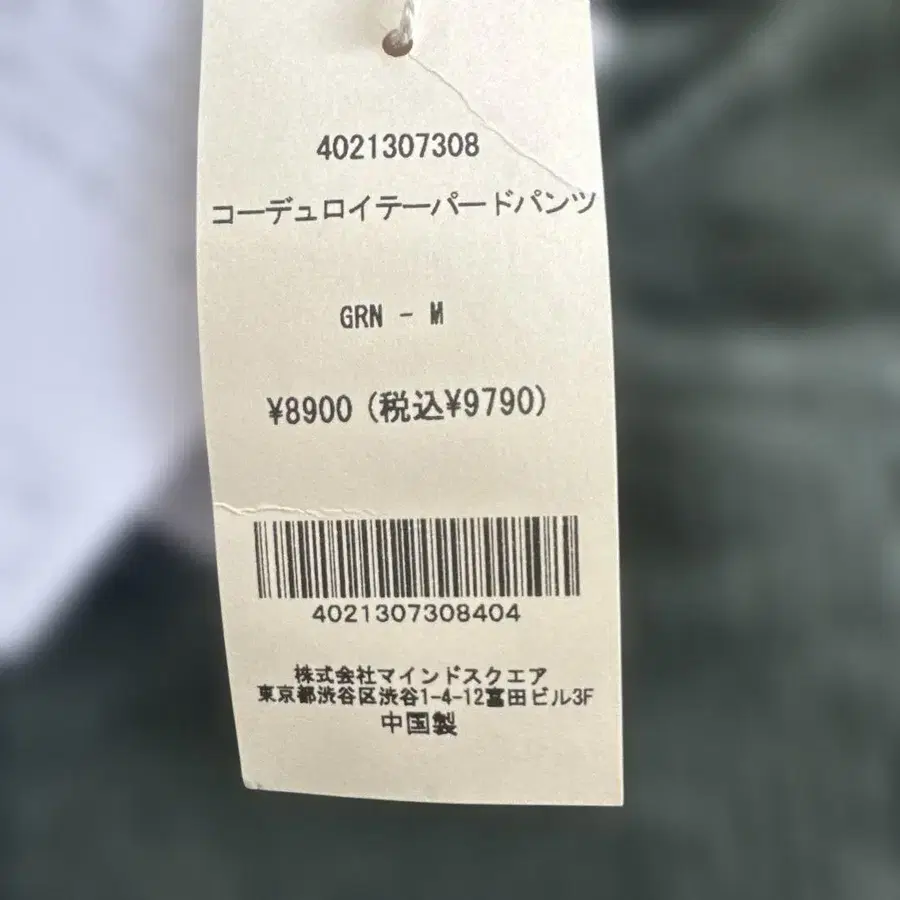 4021307308
コーデュロイテーパードパンツ
GRN - M
¥8900 (税込¥9790)
4021307308404
株式会社マインドスクエア
東京都渋谷区渋谷1-4-12富田ビル3F
中国製